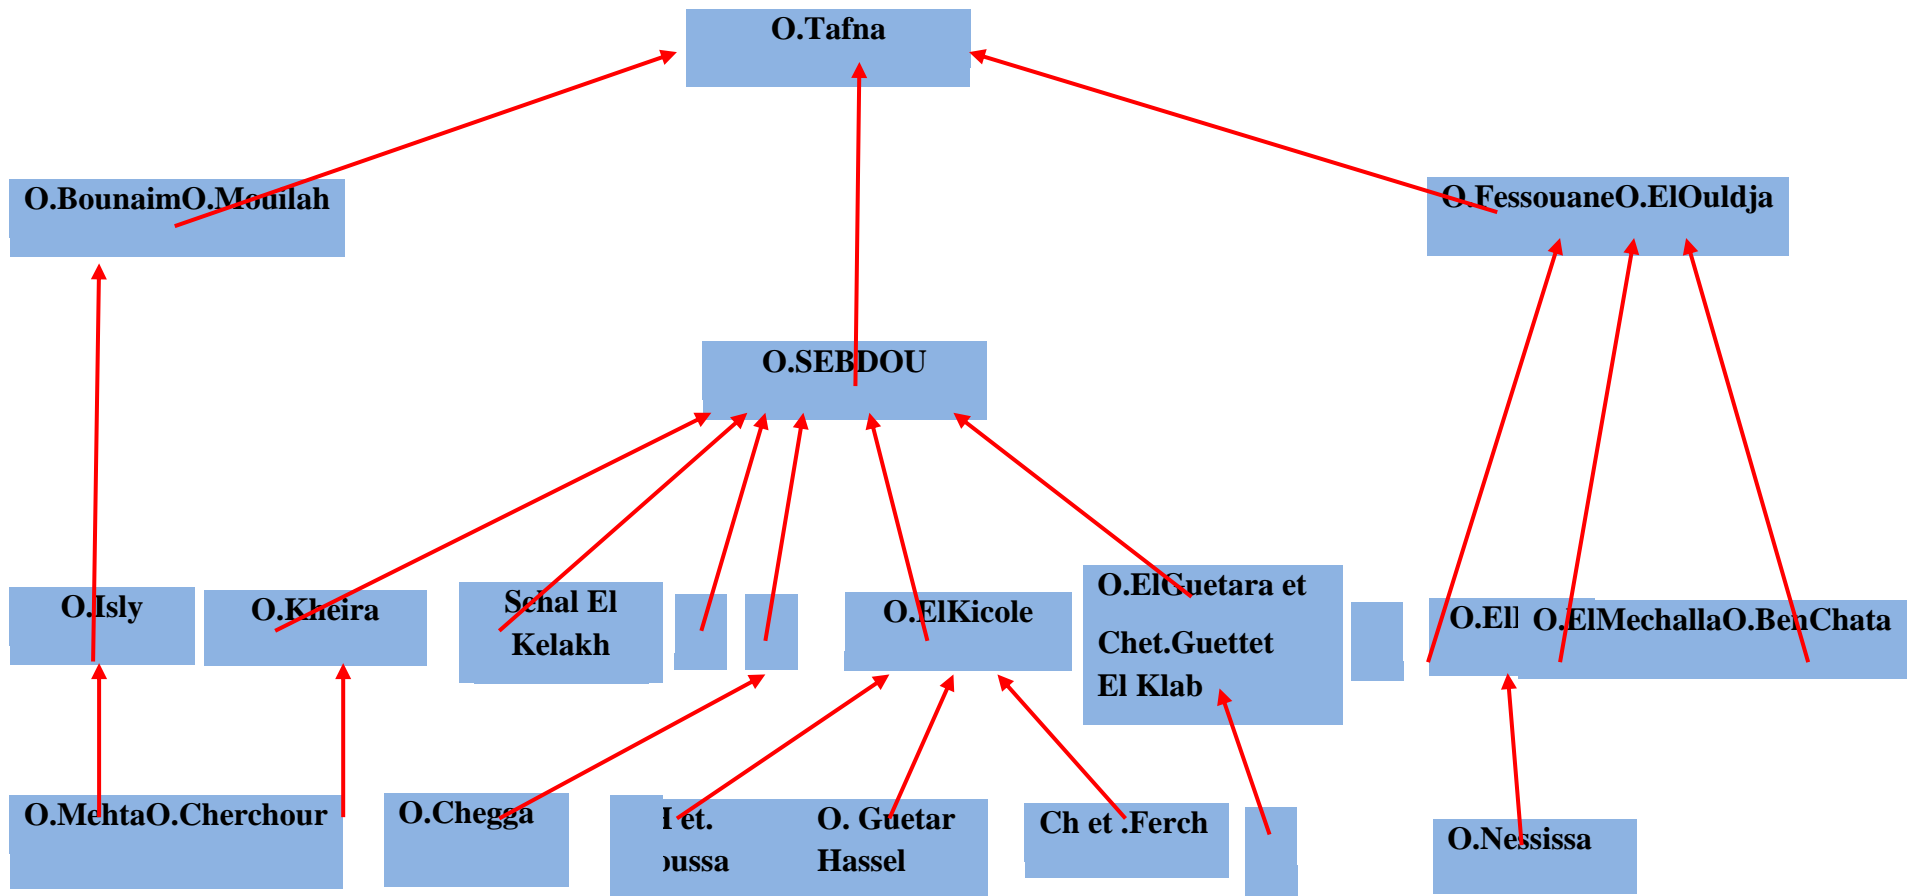 O.Tafna
O.BounaimO.Mouilah
O.FessouaneO.ElOuldja
O.SEBDOU
O.Isly
O.Kheira
Sehal El
Kelakh
O.ElKicole
O.ElGuetara et
Chet.Guettet
El Klab
O.ElMechallaO.BenChata
O.MehtaO.Cherchour
O.Chegga
et.
O. Guetar
Hassel
Ch et .Ferch
O.Nessissa